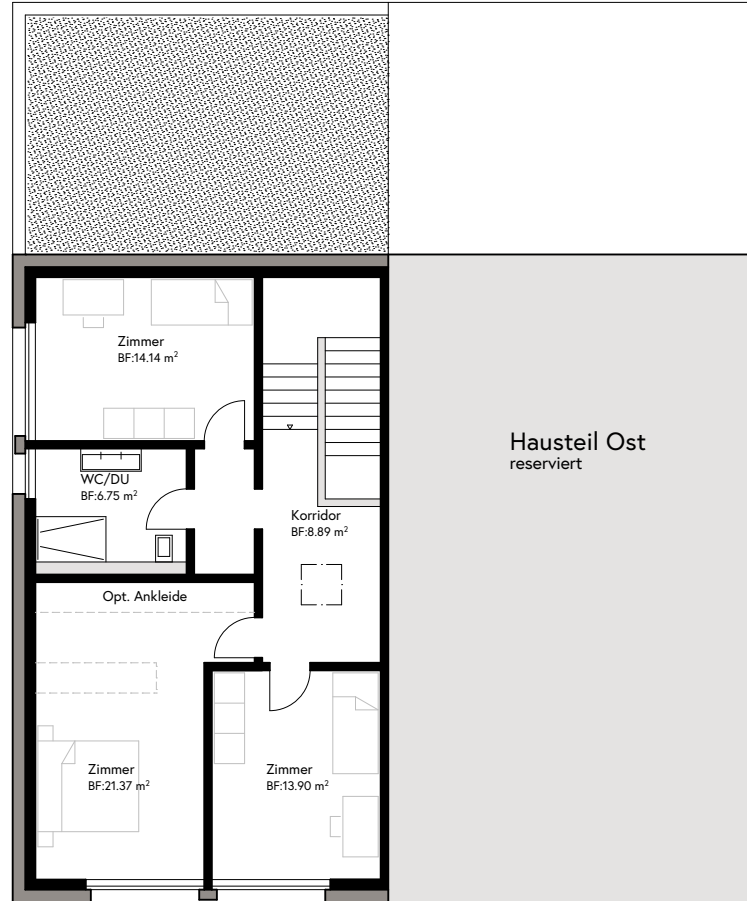 Zimmer
BF:14.14 m²
Hausteil Ost
reserviert
WC/DU
BF:6.75 m²
Korridor
BF:8.89 m²
Opt. Ankleide
Zimmer
BF:21.37 m²
Zimmer
BF:13.90 m²